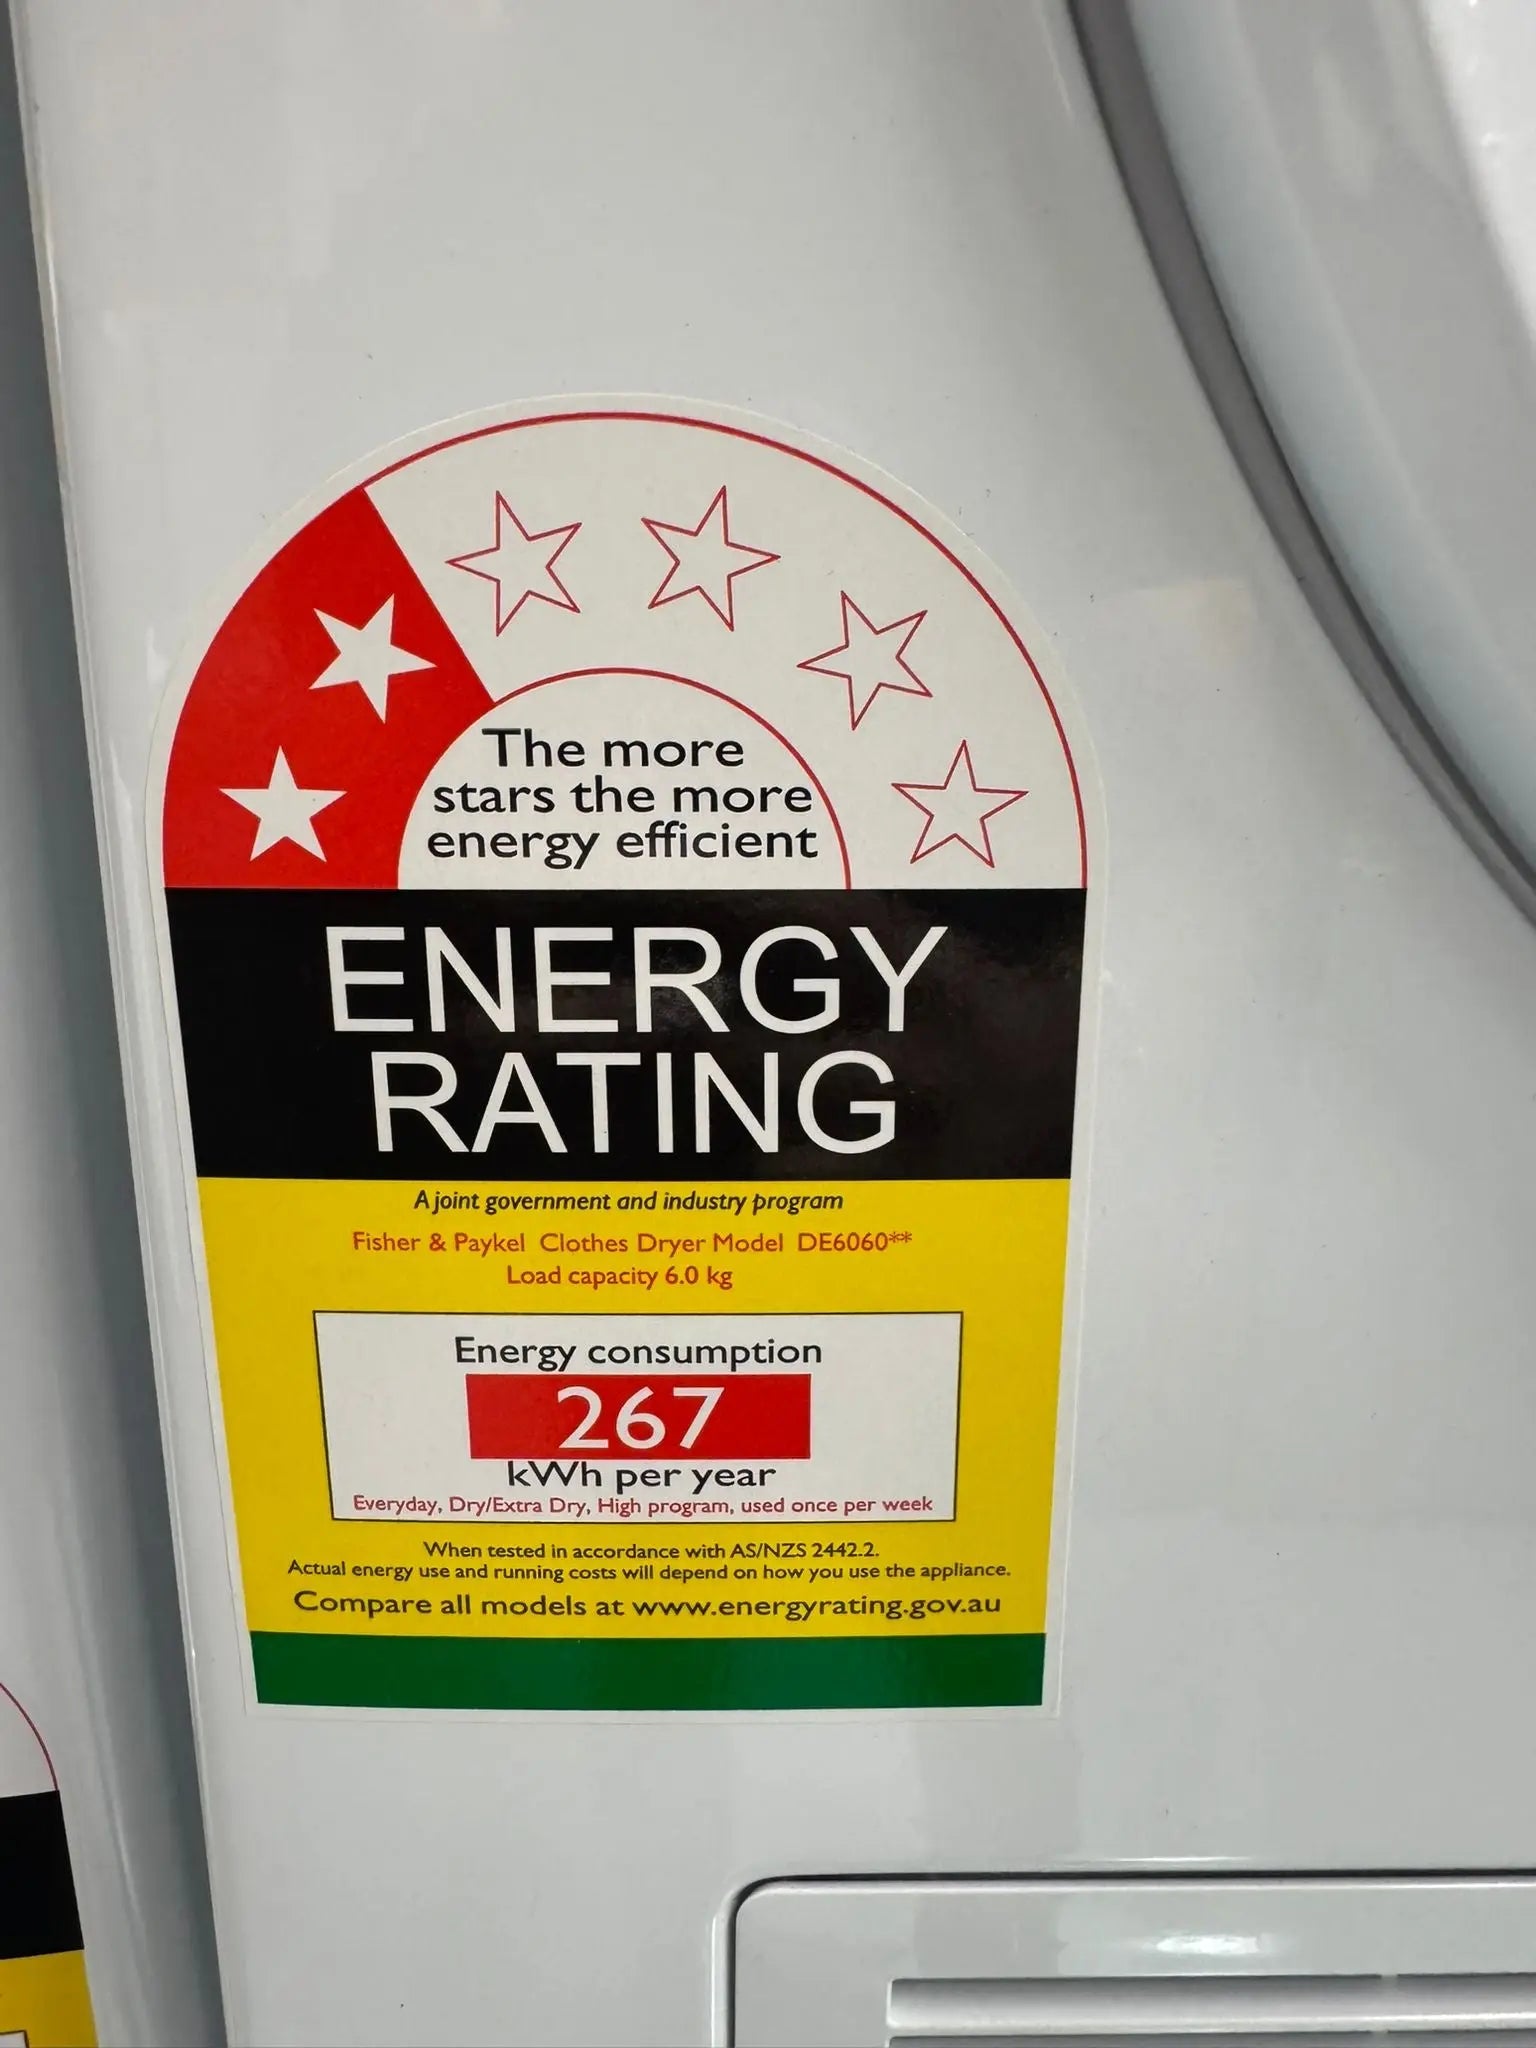 The more
stars the more
energy efficient
ENERGY
RATING
A joint government and industry program
Fisher & Paykel Clothes Dryer Model DE6060**
Load capacity 6.0 kg
Energy consumption
267
kWh per year
Everyday, Dry/Extra Dry, High program, used once per week
When tested in accordance with AS/NZS 2442.2.
Actual energy use and running costs will depend on how you use the appliance.
Compare all models at www.energyrating.gov.au